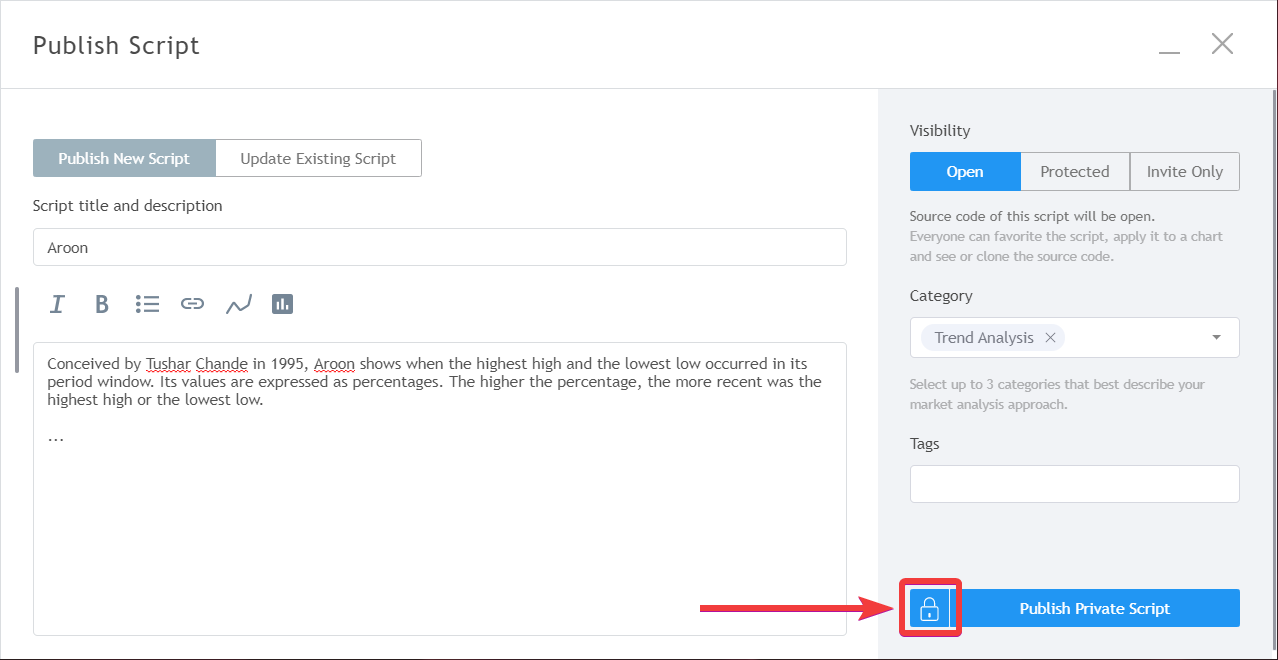 Publish Script
Publish New Script
Update Existing Script
Script title and description
Aroon
I B
Conceived by Tushar Chande in 1995, Aroon shows when the highest high and the lowest low occurred in its
period window. Its values are expressed as percentages. The higher the percentage, the more recent was the
highest high or the lowest low.
...
Visibility
Open
Protected
Invite Only
Source code of this script will be open.
Everyone can favorite the script, apply it to a chart
and see or clone the source code.
Category
Trend Analysis
Select up to 3 categories that best describe your
market analysis approach.
Tags
Publish Private Script